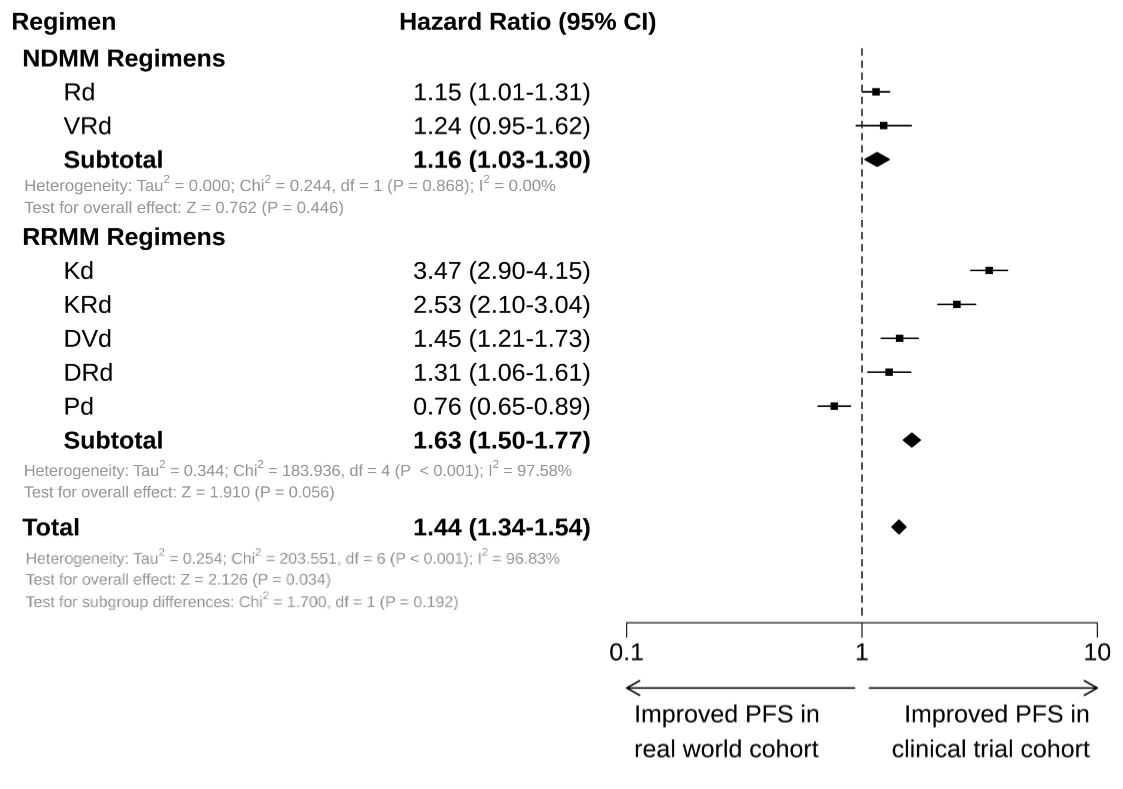 Regimen Hazard Ratio (95% CI)
NDMM Regimens
Rd 1.15 (1.01-1.31)
VRd 1.24 (0.95-1.62)
Subtotal 1.16 (1.03-1.30)
Heterogeneity: Tau² = 0.000; Chi² = 0.244, df = 1 (P = 0.868); I² = 0.00%
Test for overall effect: Z = 0.762 (P = 0.446)
RRMM Regimens
Kd 3.47 (2.90-4.15)
KRd 2.53 (2.10-3.04)
DVd 1.45 (1.21-1.73)
DRd 1.31 (1.06-1.61)
Pd 0.76 (0.65-0.89)
Subtotal 1.63 (1.50-1.77)
Heterogeneity: Tau² = 0.344; Chi² = 183.936, df = 4 (P < 0.001); I² = 97.58%
Test for overall effect: Z = 1.910 (P = 0.056)
Total 1.44 (1.34-1.54)
Heterogeneity: Tau² = 0.254; Chi² = 203.551, df = 6 (P < 0.001); I² = 96.83%
Test for overall effect: Z = 2.126 (P = 0.034)
Test for subgroup differences: Chi² = 1.700, df = 1 (P = 0.192)
0.1 1 10
Improved PFS in
real world cohort
Improved PFS in
clinical trial cohort